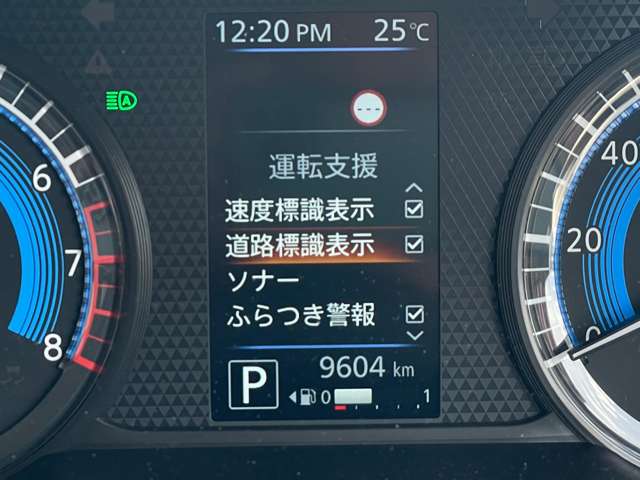 12:20 PM 25°C
---
運転支援
速度標識表示
道路標識表示
ソナー
ふらつき警報
P
9604 km
0 1
6
7
8
A
40
20
0